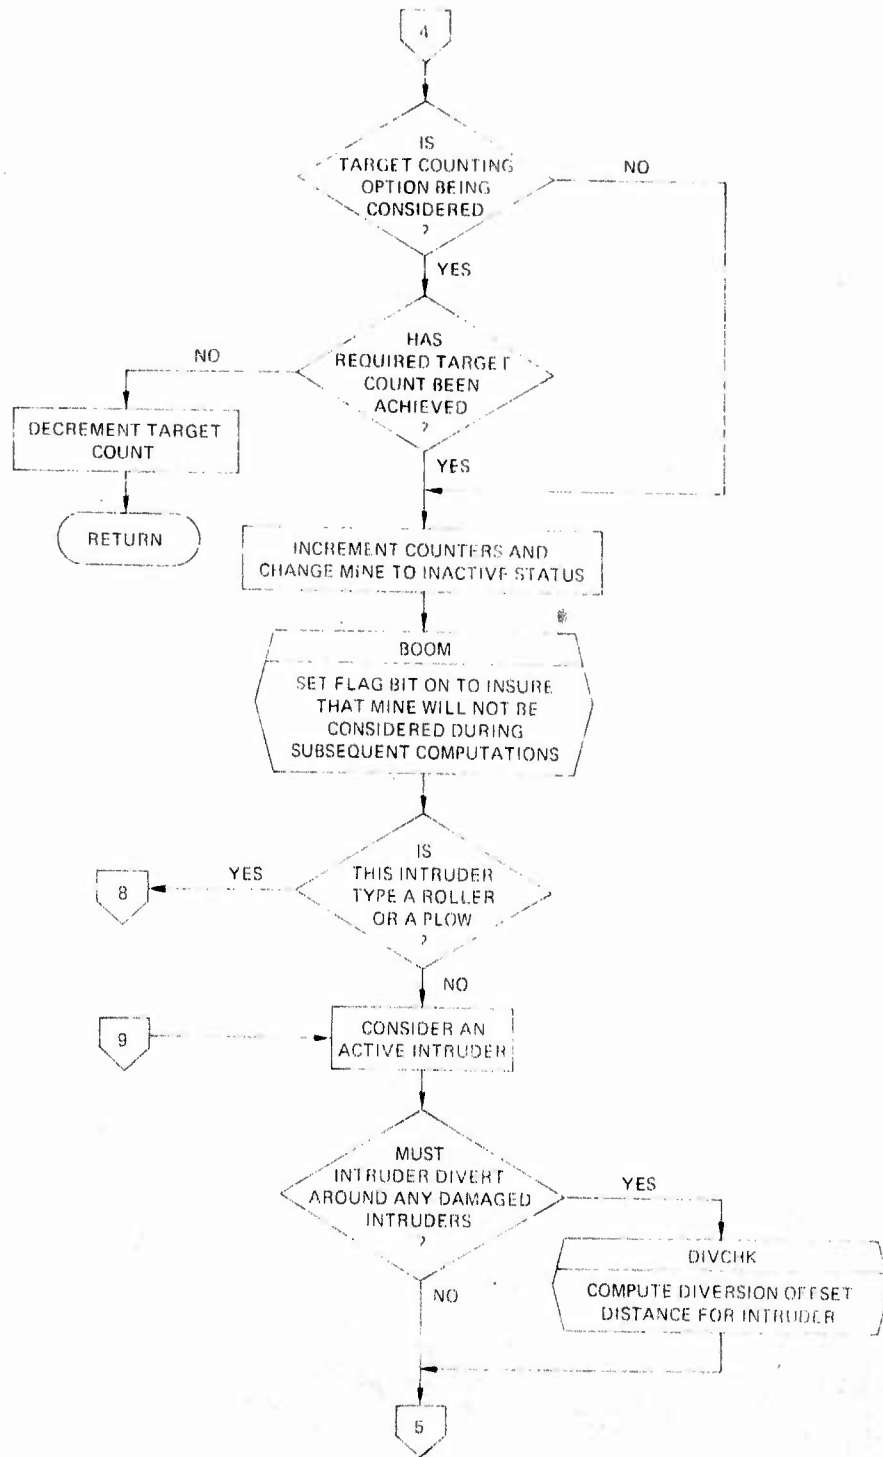 4
IS
TARGET COUNTING
OPTION BEING
CONSIDERED
?
NO
YES
HAS
REQUIRED TARGET
COUNT BEEN
ACHIEVED
?
NO
DECREMENT TARGET
COUNT
RETURN
YES
INCREMENT COUNTERS AND
CHANGE MINE TO INACTIVE STATUS
BOOM
SET FLAG BIT ON TO INSURE
THAT MINE WILL NOT BE
CONSIDERED DURING
SUBSEQUENT COMPUTATIONS
IS
THIS INTRUDER
TYPE A ROLLER
OR A PLOW
?
YES
8
NO
9
CONSIDER AN
ACTIVE INTRUDER
MUST
INTRUDER DIVERT
AROUND ANY DAMAGED
INTRUDERS
?
YES
DIVCHK
COMPUTE DIVERSION OFFSET
DISTANCE FOR INTRUDER
NO
5